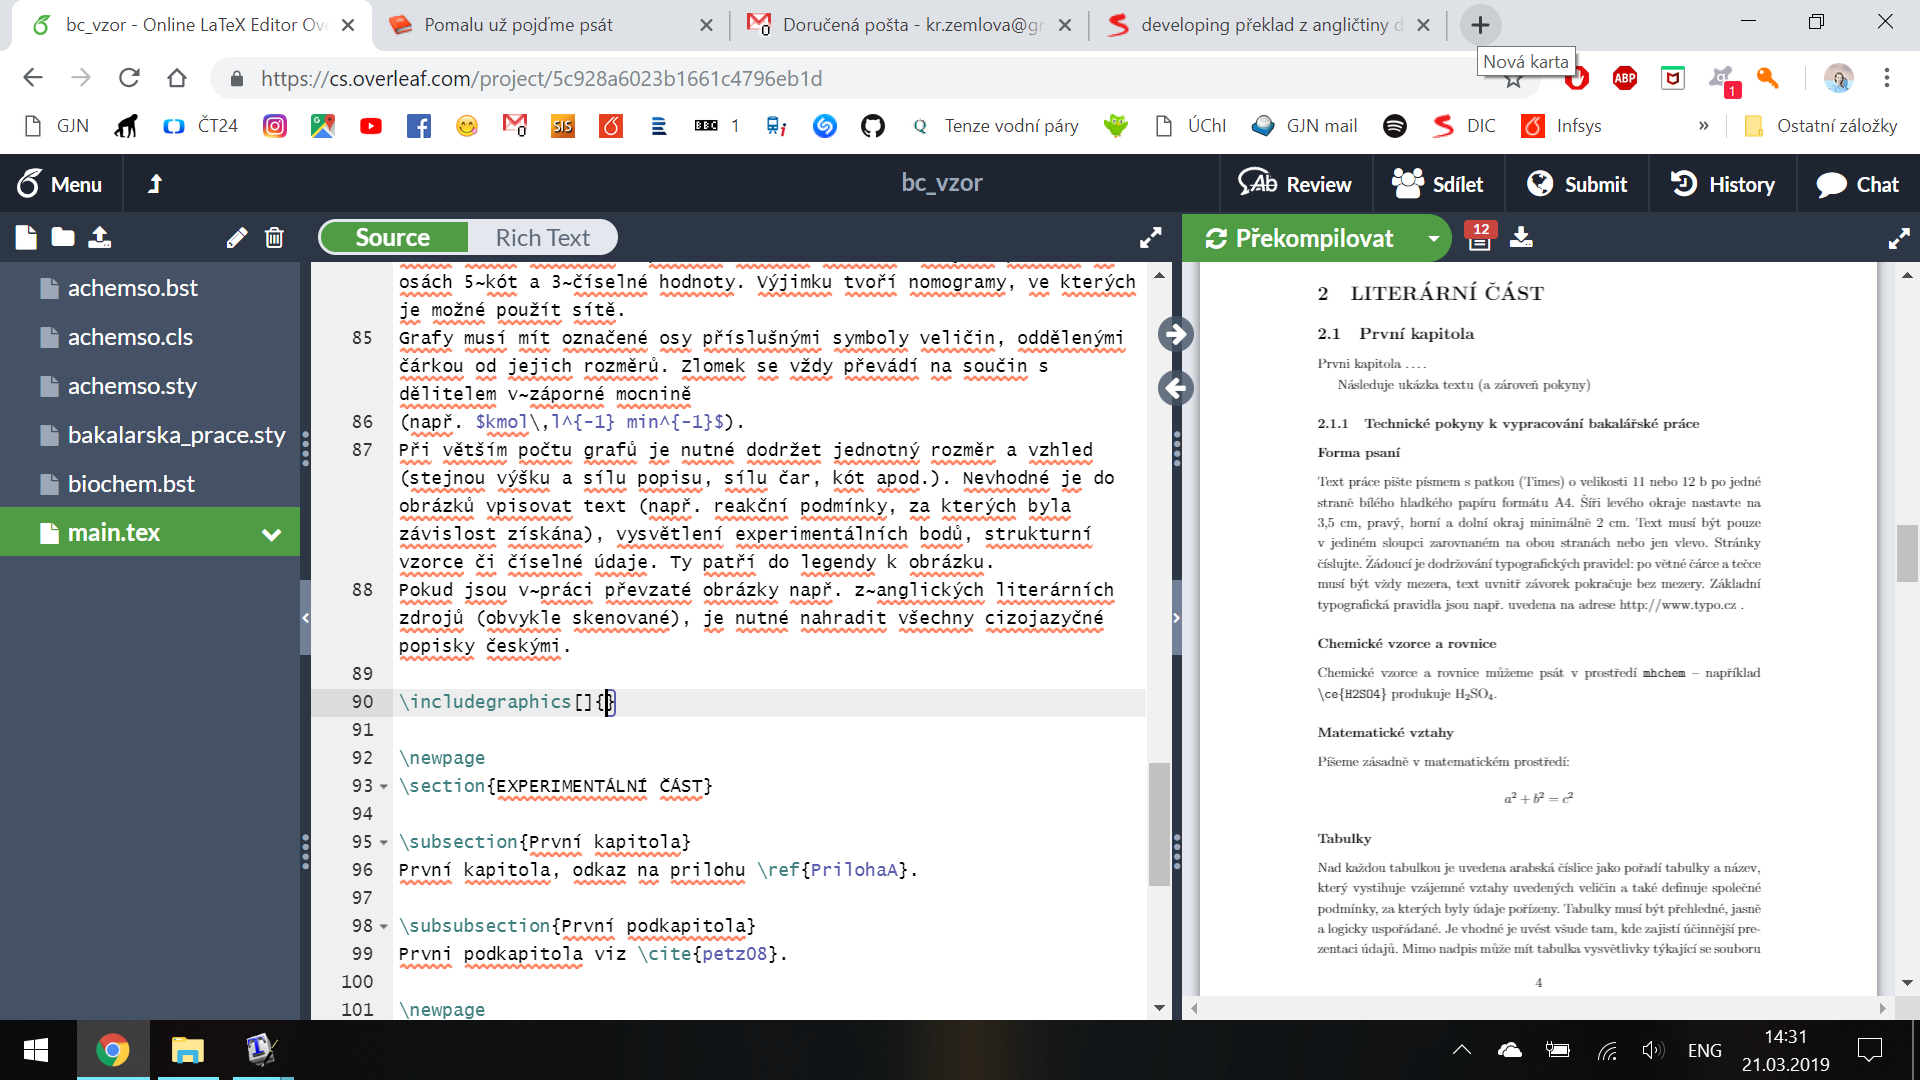 bc_vzor - Online LaTeX Editor Ov
Pomalu už pojďme psát
Doručená pošta - kr.zemlova@gm
developing překlad z angličtiny d
Nová karta
https://cs.overleaf.com/project/5c928a6023b1661c4796eb1d
ABP
1
GJN
ČT24
SIS
BBC
1
Tenze vodní páry
ÚChI
GJN mail
DIC
Infsys
»
Ostatní záložky
Menu
bc_vzor
Review
Sdílet
Submit
History
Chat
Source
Rich Text
Překompilovat
12
achemso.bst
achemso.cls
achemso.sty
bakalarska_prace.sty
biochem.bst
main.tex
osách 5~kót a 3~číselné hodnoty. Výjimku tvoří nomogramy, ve kterých
je možné použít sítě.
85 Grafy musí mít označené osy příslušnými symboly veličin, oddělenými
čárkou od jejich rozměrů. Zlomek se vždy převádí na součin s
dělitelem v~záporné mocnině
86 (např. $kmol\,l^{-1} min^{-1}$).
87 Při větším počtu grafů je nutné dodržet jednotný rozměr a vzhled
(stejnou výšku a sílu popisu, sílu čar, kót apod.). Nevhodné je do
obrázků vpisovat text (např. reakční podmínky, za kterých byla
závislost získána), vysvětlení experimentálních bodů, strukturní
vzorce či číselné údaje. Ty patří do legendy k obrázku.
88 Pokud jsou v~práci převzaté obrázky např. z~anglických literárních
zdrojů (obvykle skenované), je nutné nahradit všechny cizojazyčné
popisky českými.
89
90 \includegraphics[]{}
91
92 \newpage
93 \section{EXPERIMENTÁLNÍ ČÁST}
94
95 \subsection{První kapitola}
96 První kapitola, odkaz na prilohu \ref{PrilohaA}.
97
98 \subsubsection{První podkapitola}
99 Prvni podkapitola viz \cite{petz08}.
100
101 \newpage
2 LITERÁRNÍ ČÁST
2.1 První kapitola
Prvni kapitola ....
Následuje ukázka textu (a zároveň pokyny)
2.1.1 Technické pokyny k vypracování bakalářské práce
Forma psaní
Text práce pište písmem s patkou (Times) o velikosti 11 nebo 12 b po jedné
straně bílého hladkého papíru formátu A4. Šíři levého okraje nastavte na
3,5 cm, pravý, horní a dolní okraj minimálně 2 cm. Text musí být pouze
v jediném sloupci zarovnaném na obou stranách nebo jen vlevo. Stránky
číslujte. Žádoucí je dodržování typografických pravidel: po větné čárce a tečce
musí být vždy mezera, text uvnitř závorek pokračuje bez mezery. Základní
typografická pravidla jsou např. uvedena na adrese http://www.typo.cz .
Chemické vzorce a rovnice
Chemické vzorce a rovnice můžeme psát v prostředí mhchem – například
\ce{H2SO4} produkuje H₂SO₄.
Matematické vztahy
Píšeme zásadně v matematickém prostředí:
a² + b² = c²
Tabulky
Nad každou tabulkou je uvedena arabská číslice jako pořadí tabulky a název,
který vystihuje vzájemné vztahy uvedených veličin a také definuje společné
podmínky, za kterých byly údaje pořízeny. Tabulky musí být přehledné, jasně
a logicky uspořádané. Je vhodné je uvést všude tam, kde zajistí účinnější pre-
zentaci údajů. Mimo nadpis může mít tabulka vysvětlivky týkající se souboru
4
ENG
14:31
21.03.2019